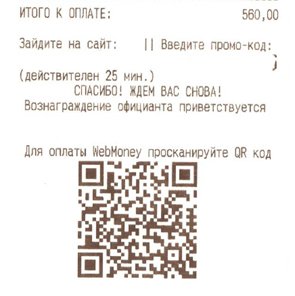 ИТОГО К ОПЛАТЕ: 560,00
Зайдите на сайт: || Введите промо-код:
(действителен 25 мин.)
СПАСИБО! ЖДЕМ ВАС СНОВА!
Вознаграждение официанта приветствуется
Для оплаты WebMoney просканируйте QR код